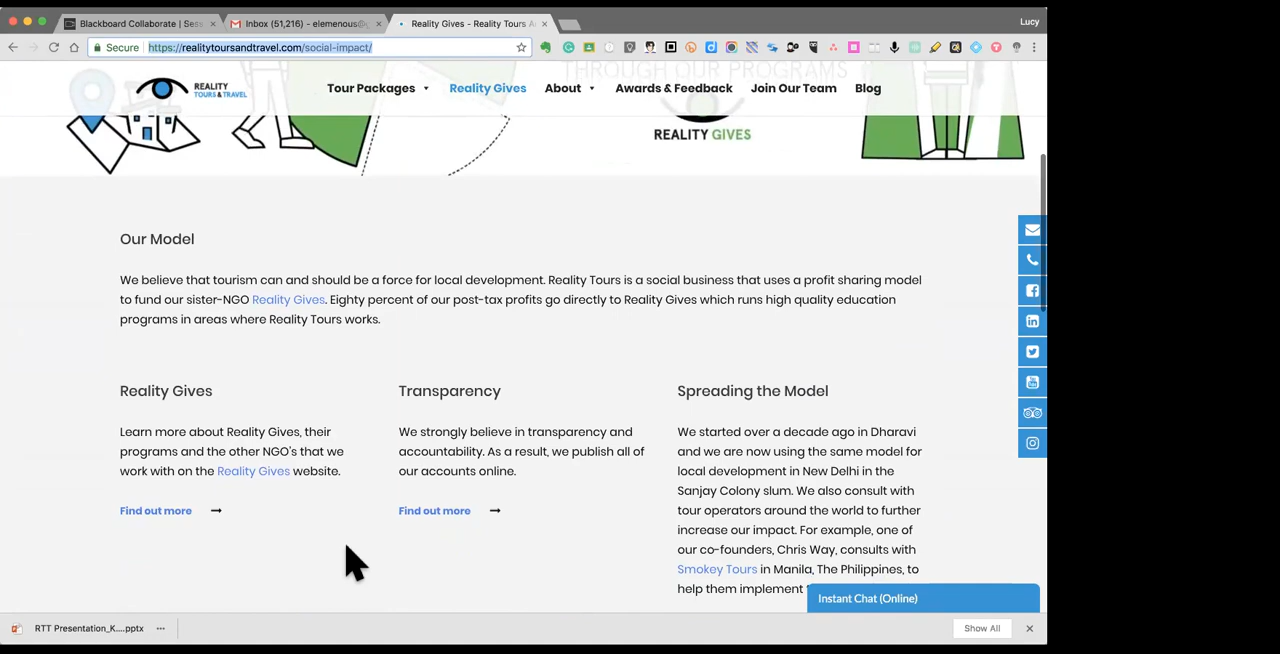 Blackboard Collaborate | Ses
Inbox (51,216) - elemenous@
Reality Gives - Reality Tours A
Lucy
Secure
https://realitytoursandtravel.com/social-impact/
THROUGH OUR PROGRAMS
REALITY
TOURS & TRAVEL
Tour Packages
Reality Gives
About
Awards & Feedback
Join Our Team
Blog
REALITY GIVES
Our Model
We believe that tourism can and should be a force for local development. Reality Tours is a social business that uses a profit sharing model
to fund our sister-NGO Reality Gives. Eighty percent of our post-tax profits go directly to Reality Gives which runs high quality education
programs in areas where Reality Tours works.
Reality Gives
Learn more about Reality Gives, their
programs and the other NGO's that we
work with on the Reality Gives website.
Find out more
Transparency
We strongly believe in transparency and
accountability. As a result, we publish all of
our accounts online.
Find out more
Spreading the Model
We started over a decade ago in Dharavi
and we are now using the same model for
local development in New Delhi in the
Sanjay Colony slum. We also consult with
tour operators around the world to further
increase our impact. For example, one of
our co-founders, Chris Way, consults with
Smokey Tours in Manila, The Philippines, to
help them implement
Instant Chat (Online)
RTT Presentation_K....pptx
Show All